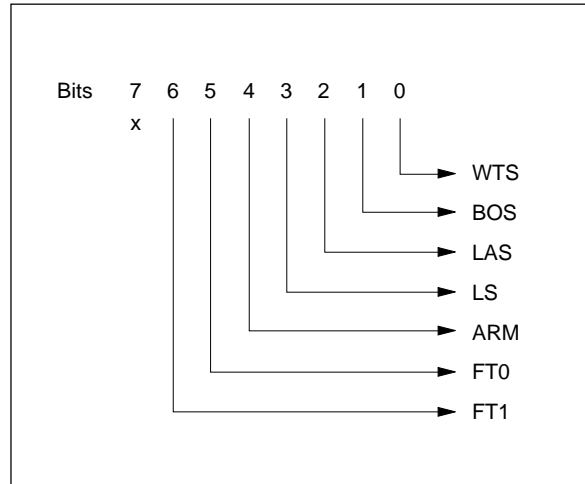 Bits 7 6 5 4 3 2 1 0
x
WTS
BOS
LAS
LS
ARM
FT0
FT1